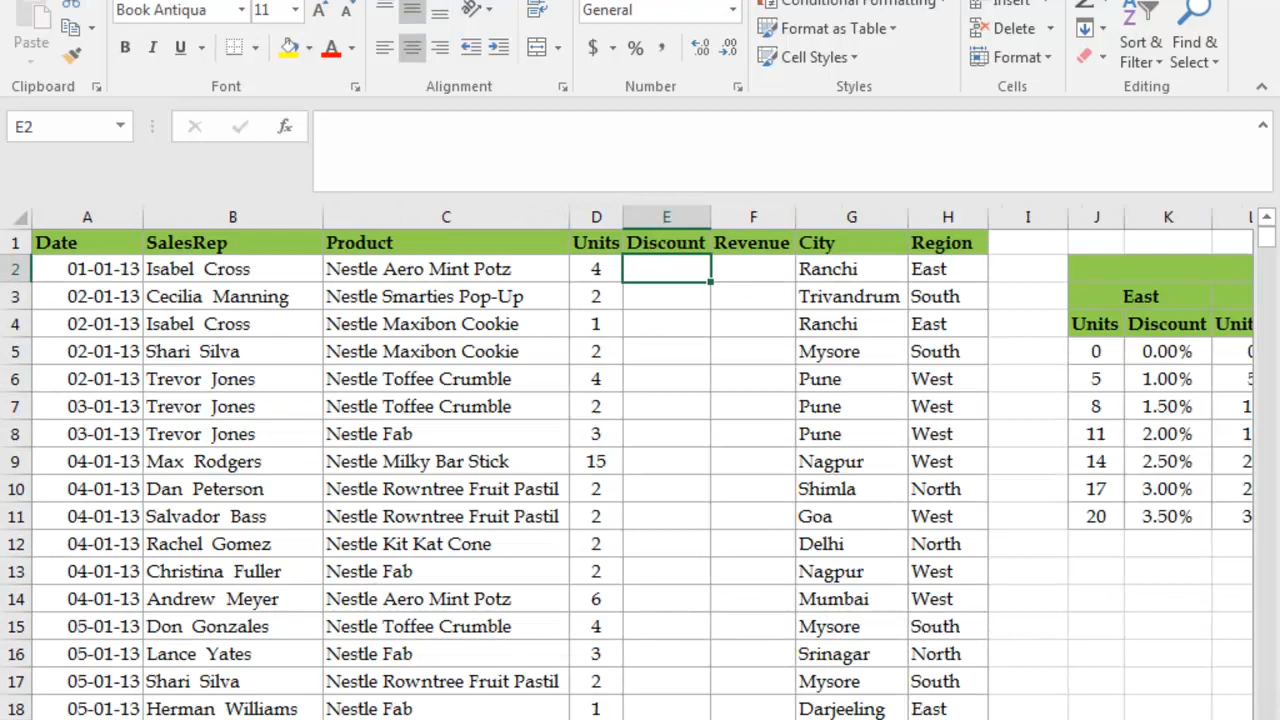 Book Antiqua 11 General Conditional Formatting Insert
Paste B I U A $ % , Format as Table Delete Sort & Find &
Cell Styles Format Filter Select
Clipboard Font Alignment Number Styles Cells Editing
E2 fx
A B C D E F G H I J K L
1 Date SalesRep Product Units Discount Revenue City Region
2 01-01-13 Isabel Cross Nestle Aero Mint Potz 4 Ranchi East
3 02-01-13 Cecilia Manning Nestle Smarties Pop-Up 2 Trivandrum South East
4 02-01-13 Isabel Cross Nestle Maxibon Cookie 1 Ranchi East Units Discount Unit
5 02-01-13 Shari Silva Nestle Maxibon Cookie 2 Mysore South 0 0.00% 0
6 02-01-13 Trevor Jones Nestle Toffee Crumble 4 Pune West 5 1.00% 5
7 03-01-13 Trevor Jones Nestle Toffee Crumble 2 Pune West 8 1.50% 1
8 03-01-13 Trevor Jones Nestle Fab 3 Pune West 11 2.00% 1
9 04-01-13 Max Rodgers Nestle Milky Bar Stick 15 Nagpur West 14 2.50% 2
10 04-01-13 Dan Peterson Nestle Rowntree Fruit Pastil 2 Shimla North 17 3.00% 2
11 04-01-13 Salvador Bass Nestle Rowntree Fruit Pastil 2 Goa West 20 3.50% 3
12 04-01-13 Rachel Gomez Nestle Kit Kat Cone 2 Delhi North
13 04-01-13 Christina Fuller Nestle Fab 2 Nagpur West
14 04-01-13 Andrew Meyer Nestle Aero Mint Potz 6 Mumbai West
15 05-01-13 Don Gonzales Nestle Toffee Crumble 4 Mysore South
16 05-01-13 Lance Yates Nestle Fab 3 Srinagar North
17 05-01-13 Shari Silva Nestle Rowntree Fruit Pastil 2 Mysore South
18 05-01-13 Herman Williams Nestle Fab 1 Darjeeling East